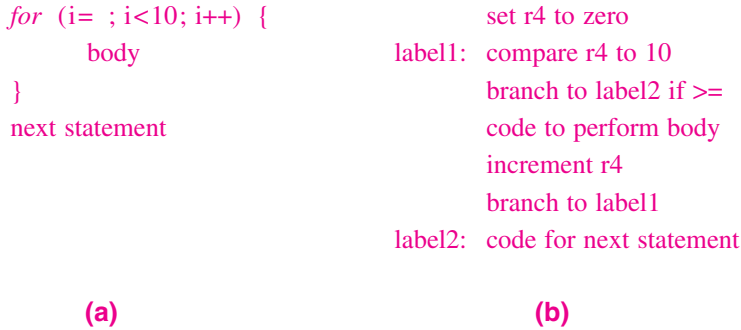 for (i= ; i<10; i++) {
body
}
next statement
(a)
set r4 to zero
label1: compare r4 to 10
branch to label2 if >=
code to perform body
increment r4
branch to label1
label2: code for next statement
(b)